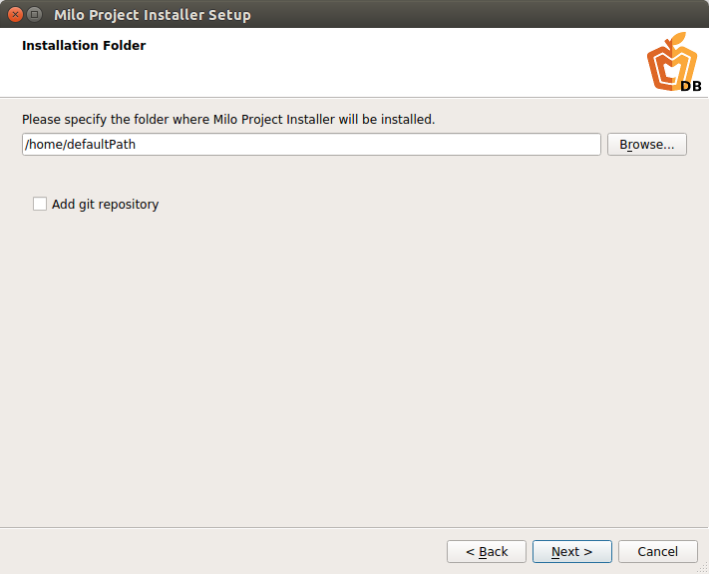 Milo Project Installer Setup
Installation Folder
DB
Please specify the folder where Milo Project Installer will be installed.
/home/defaultPath
Browse...
Add git repository
< Back
Next >
Cancel